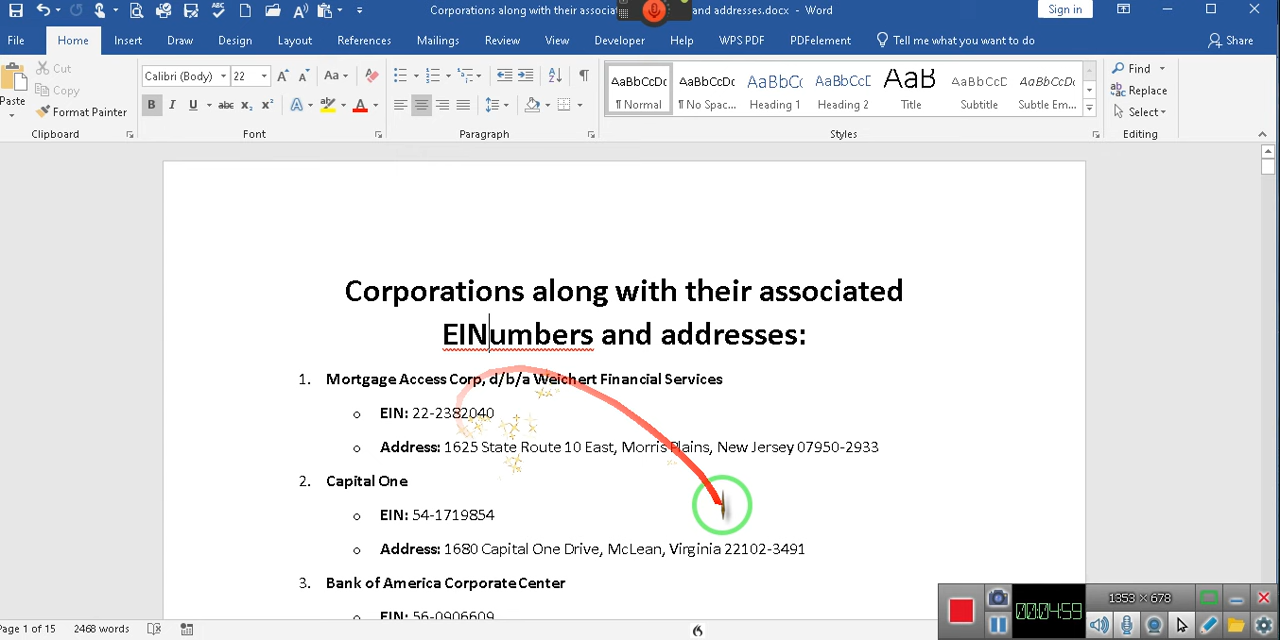 Corporations along with their associat and addresses.docx - Word
Sign in
File Home Insert Draw Design Layout References Mailings Review View Developer Help WPS PDF PDFelement Tell me what you want to do Share
Paste Cut Copy Format Painter
Calibri (Body) 22 Aa
B I U abc x₂ x² A A
AaBbCcDc AaBbCcDc AaBbCc AaBbCcD AaB AaBbCcD AaBbCcDc
¶ Normal ¶ No Spac... Heading 1 Heading 2 Title Subtitle Subtle Em...
Find Replace Select
Clipboard Font Paragraph Styles Editing
Corporations along with their associated
EINumbers and addresses:
1. Mortgage Access Corp, d/b/a Weichert Financial Services
EIN: 22-2382040
Address: 1625 State Route 10 East, Morris Plains, New Jersey 07950-2933
2. Capital One
EIN: 54-1719854
Address: 1680 Capital One Drive, McLean, Virginia 22102-3491
3. Bank of America Corporate Center
EIN: 56-0906609
00:04:59 1353 × 678
Page 1 of 15 2468 words